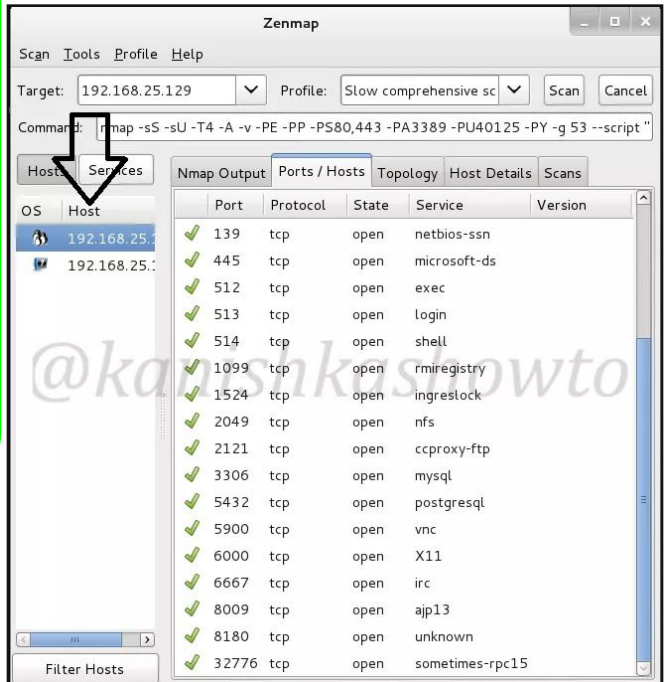 Zenmap
Scan Tools Profile Help
Target: 192.168.25.129 Profile: Slow comprehensive sc Scan Cancel
Command: nmap -sS -sU -T4 -A -v -PE -PP -PS80,443 -PA3389 -PU40125 -PY -g 53 --script "
Hosts Services Nmap Output Ports / Hosts Topology Host Details Scans
OS Host Port Protocol State Service Version
192.168.25.1
192.168.25.1
139 tcp open netbios-ssn
445 tcp open microsoft-ds
512 tcp open exec
513 tcp open login
514 tcp open shell
1099 tcp open rmiregistry
1524 tcp open ingreslock
2049 tcp open nfs
2121 tcp open ccproxy-ftp
3306 tcp open mysql
5432 tcp open postgresql
5900 tcp open vnc
6000 tcp open X11
6667 tcp open irc
8009 tcp open ajp13
8180 tcp open unknown
32776 tcp open sometimes-rpc15
Filter Hosts
@kanishkashowto